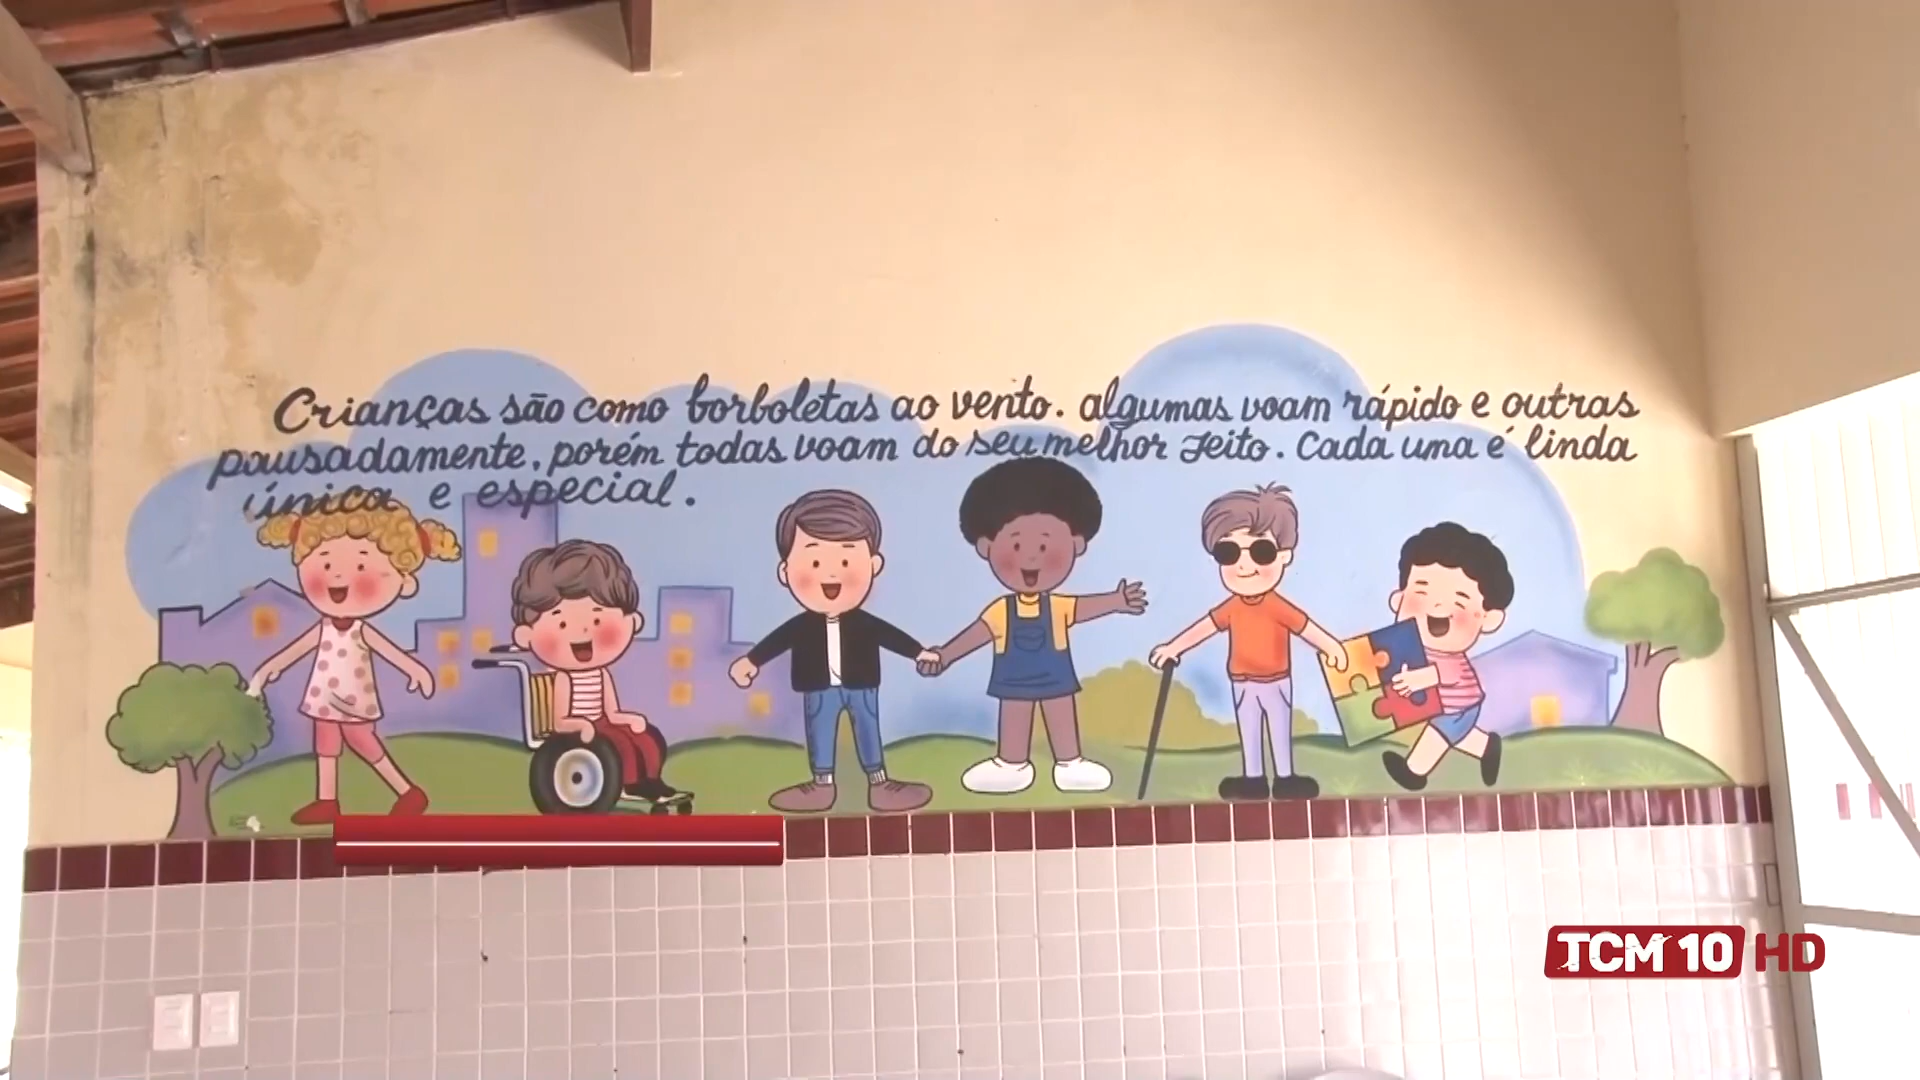 Crianças são como borboletas ao vento. algumas voam rápido e outras
pousadamente, porém todas voam do seu melhor Jeito. Cada uma é linda
única e especial.
TCM 10 HD